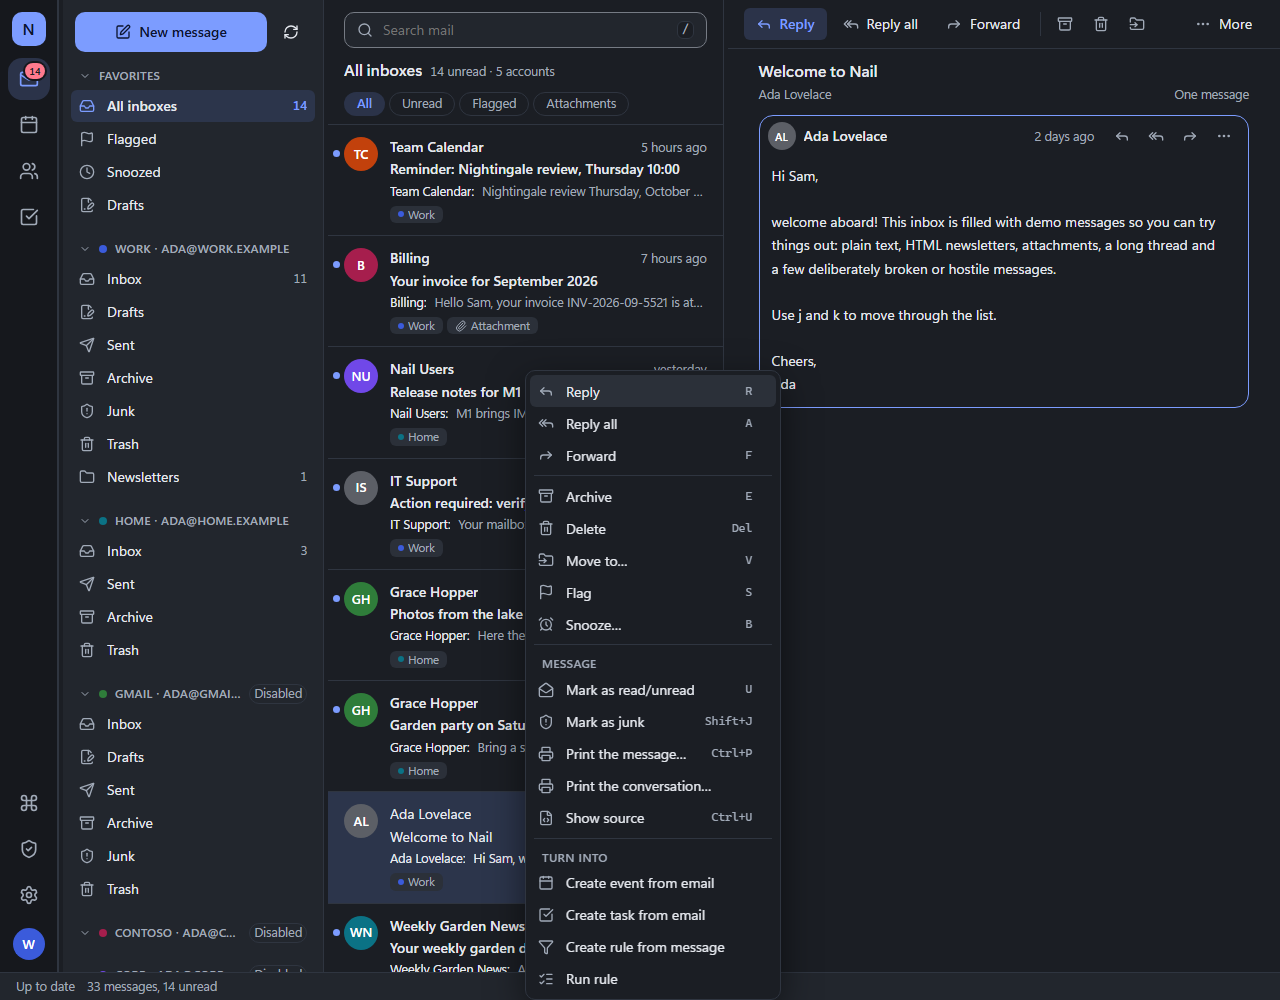 N
14
New message
FAVORITES
All inboxes 14
Flagged
Snoozed
Drafts
WORK · ADA@WORK.EXAMPLE
Inbox 11
Drafts
Sent
Archive
Junk
Trash
Newsletters 1
HOME · ADA@HOME.EXAMPLE
Inbox 3
Sent
Archive
Trash
GMAIL · ADA@GMAI... Disabled
Inbox
Drafts
Sent
Archive
Junk
Trash
CONTOSO · ADA@C... Disabled
W
Up to date 33 messages, 14 unread
Search mail /
All inboxes 14 unread · 5 accounts
All Unread Flagged Attachments
TC Team Calendar 5 hours ago
Reminder: Nightingale review, Thursday 10:00
Team Calendar: Nightingale review Thursday, October ...
Work
B Billing 7 hours ago
Your invoice for September 2026
Billing: Hello Sam, your invoice INV-2026-09-5521 is at...
Work Attachment
NU Nail Users yesterday
Release notes for M1
Nail Users: M1 brings IM
Home
IS IT Support
Action required: verif
IT Support: Your mailbo
Work
GH Grace Hopper
Photos from the lake
Grace Hopper: Here the
Home
GH Grace Hopper
Garden party on Satu
Grace Hopper: Bring a s
Home
AL Ada Lovelace
Welcome to Nail
Ada Lovelace: Hi Sam, w
Work
WN Weekly Garden News
Your weekly garden d
Weekly Garden News: A
Reply Reply all Forward More
Welcome to Nail
Ada Lovelace One message
AL Ada Lovelace 2 days ago
Hi Sam,
welcome aboard! This inbox is filled with demo messages so you can try
things out: plain text, HTML newsletters, attachments, a long thread and
a few deliberately broken or hostile messages.
Use j and k to move through the list.
Cheers,
da
Reply R
Reply all A
Forward F
Archive E
Delete Del
Move to... V
Flag S
Snooze... B
MESSAGE
Mark as read/unread U
Mark as junk Shift+J
Print the message... Ctrl+P
Print the conversation...
Show source Ctrl+U
TURN INTO
Create event from email
Create task from email
Create rule from message
Run rule